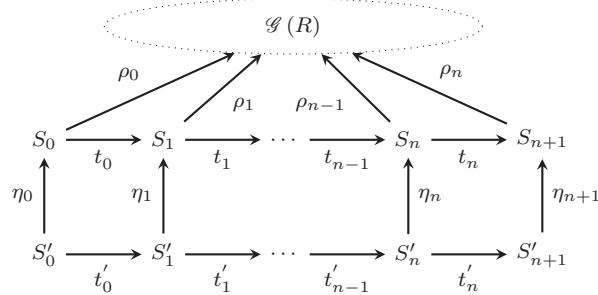 𝒢 (R)
ρ₀ ρ₁ ρₙ₋₁ ρₙ
S₀ S₁ ⋯ Sₙ Sₙ₊₁
t₀ t₁ tₙ₋₁ tₙ
η₀ η₁ ηₙ ηₙ₊₁
S′₀ S′₁ ⋯ S′ₙ S′ₙ₊₁
t′₀ t′₁ t′ₙ₋₁ t′ₙ